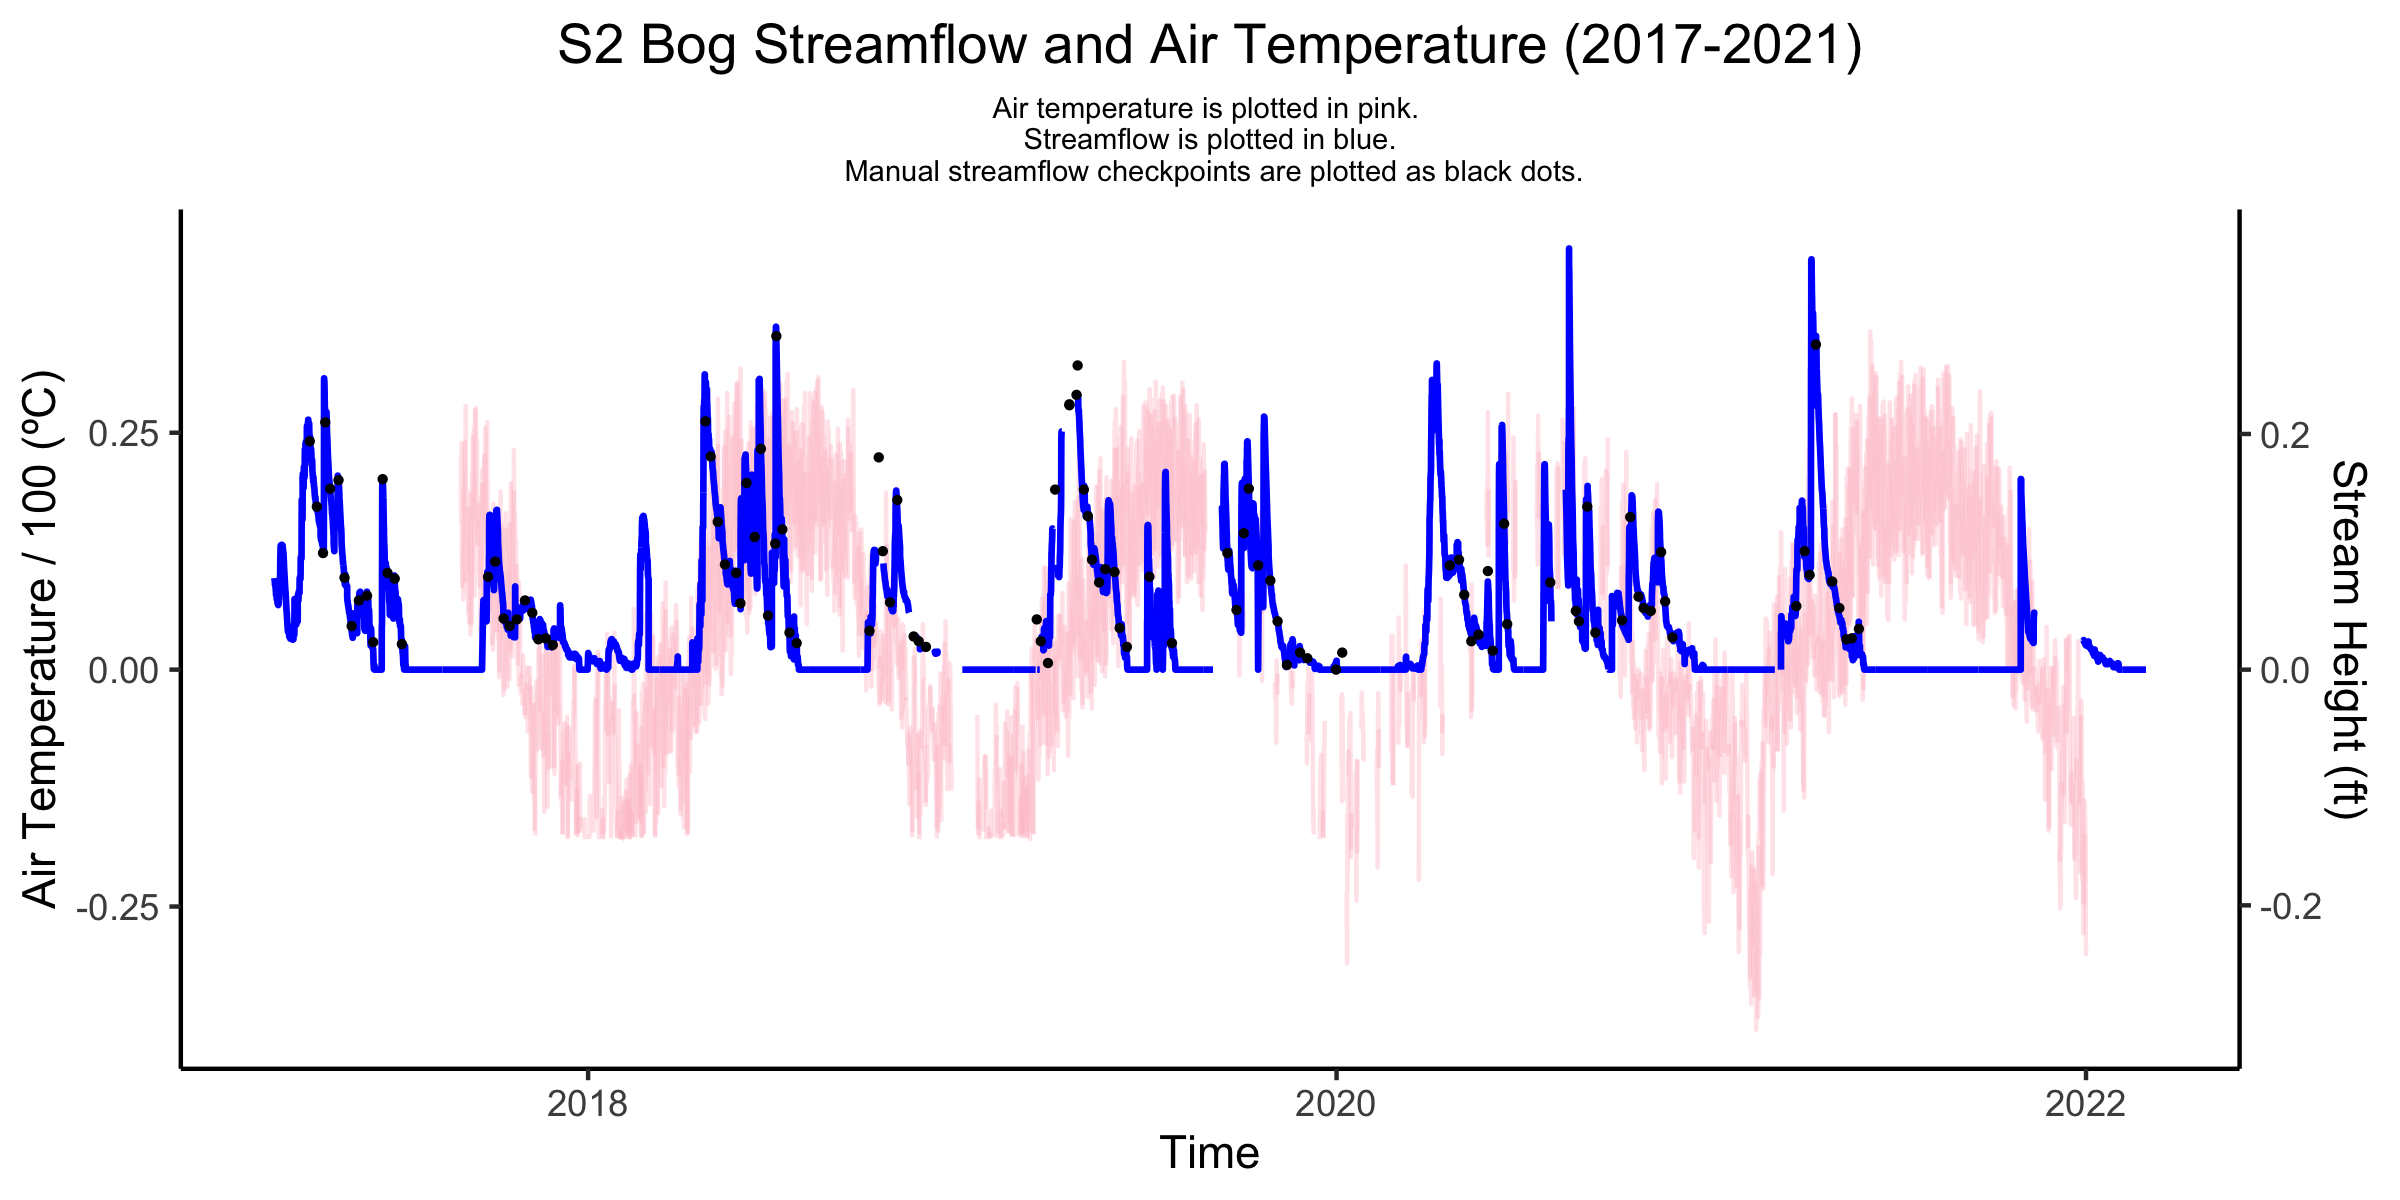 S2 Bog Streamflow and Air Temperature (2017-2021)
Air temperature is plotted in pink.
Streamflow is plotted in blue.
Manual streamflow checkpoints are plotted as black dots.
Air Temperature / 100 (ºC)
0.25
0.00
-0.25
0.2
0.0
-0.2
Stream Height (ft)
2018
2020
2022
Time